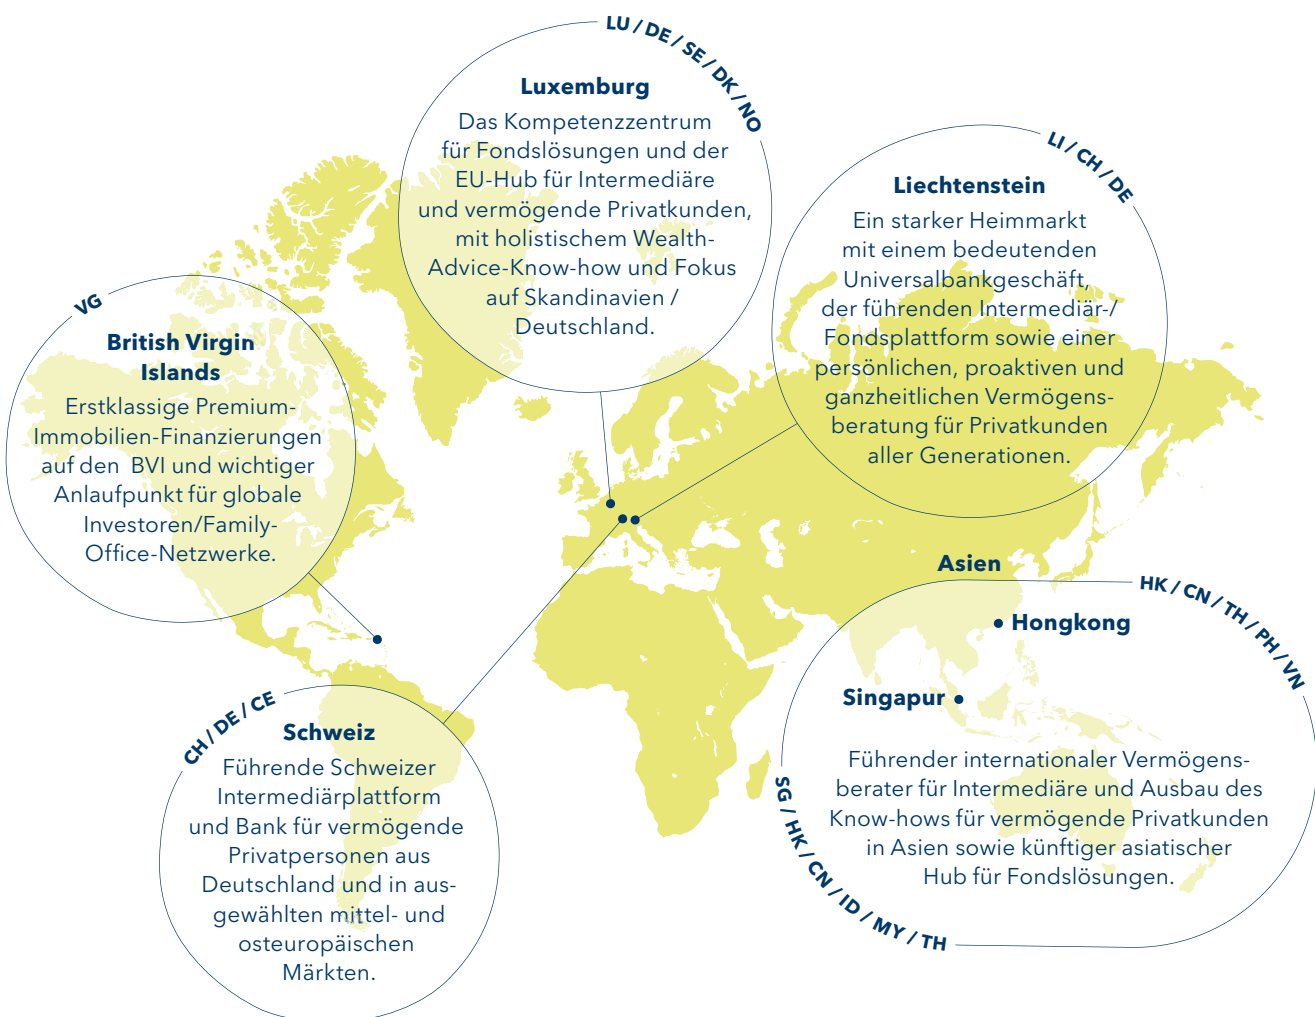 LU / DE / SE / DK / NO
Luxemburg
Das Kompetenzzentrum
für Fondslösungen und der
EU-Hub für Intermediäre
und vermögende Privatkunden,
mit holistischem Wealth-
Advice-Know-how und Fokus
auf Skandinavien /
Deutschland.
LI / CH / DE
Liechtenstein
Ein starker Heimmarkt
mit einem bedeutenden
Universalbankgeschäft,
der führenden Intermediär-/
Fondsplattform sowie einer
persönlichen, proaktiven und
ganzheitlichen Vermögens-
beratung für Privatkunden
aller Generationen.
VG
British Virgin
Islands
Erstklassige Premium-
Immobilien-Finanzierungen
auf den BVI und wichtiger
Anlaufpunkt für globale
Investoren/Family-
Office-Netzwerke.
Asien
HK / CN / TH / PH / VN
Hongkong
Singapur
Führender internationaler Vermögens-
berater für Intermediäre und Ausbau des
Know-hows für vermögende Privatkunden
in Asien sowie künftiger asiatischer
Hub für Fondslösungen.
SG / HK / CN / ID / MY / TH
CH / DE / CE
Schweiz
Führende Schweizer
Intermediärplattform
und Bank für vermögende
Privatpersonen aus
Deutschland und in aus-
gewählten mittel- und
osteuropäischen
Märkten.